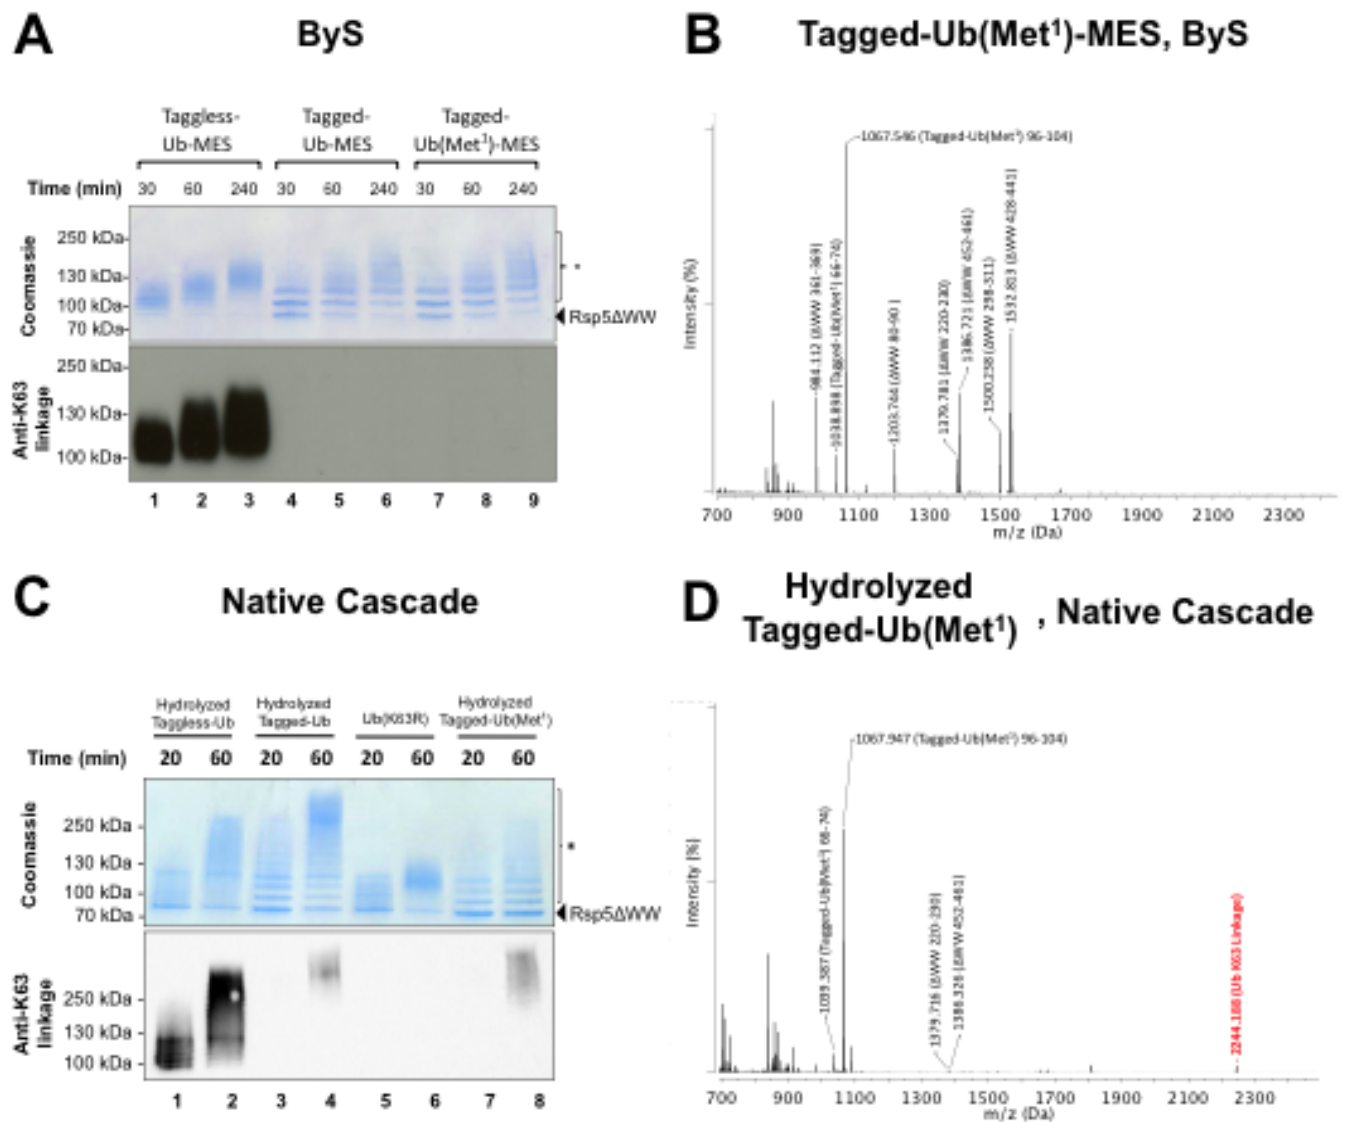 A
ByS
Taggless-
Ub-MES
Tagged-
Ub-MES
Tagged-
Ub(Met¹)-MES
Time (min) 30 60 240 30 60 240 30 60 240
Coomassie
250 kDa
130 kDa
100 kDa
70 kDa
*
Rsp5ΔWW
Anti-K63
linkage
250 kDa
130 kDa
100 kDa
1 2 3 4 5 6 7 8 9
B
Tagged-Ub(Met¹)-MES, ByS
Intensity (%)
1067.546 (Tagged-Ub(Met¹) 96-104)
984.112 (ΔWW 361-369)
1038.898 (Tagged-Ub(Met¹) 66-74)
1203.744 (ΔWW 80-90)
1379.781 (ΔWW 220-230)
1386.721 (ΔWW 452-461)
1500.238 (ΔWW 298-311)
1532.813 (ΔWW 428-441)
700 900 1100 1300 1500 1700 1900 2100 2300
m/z (Da)
C
Native Cascade
Hydrolyzed
Taggless-Ub
Hydrolyzed
Tagged-Ub
Ub(K63R)
Hydrolyzed
Tagged-Ub(Met¹)
Time (min) 20 60 20 60 20 60 20 60
Coomassie
250 kDa
130 kDa
100 kDa
70 kDa
*
Rsp5ΔWW
Anti-K63
linkage
250 kDa
130 kDa
100 kDa
1 2 3 4 5 6 7 8
D
Hydrolyzed
Tagged-Ub(Met¹) , Native Cascade
Intensity (%)
1067.947 (Tagged-Ub(Met¹) 96-104)
1039.387 (Tagged-Ub(Met¹) 66-74)
1379.716 (ΔWW 220-230)
1386.326 (ΔWW 452-461)
2244.188 (Ub K63 Linkage)
700 900 1100 1300 1500 1700 1900 2100 2300
m/z (Da)